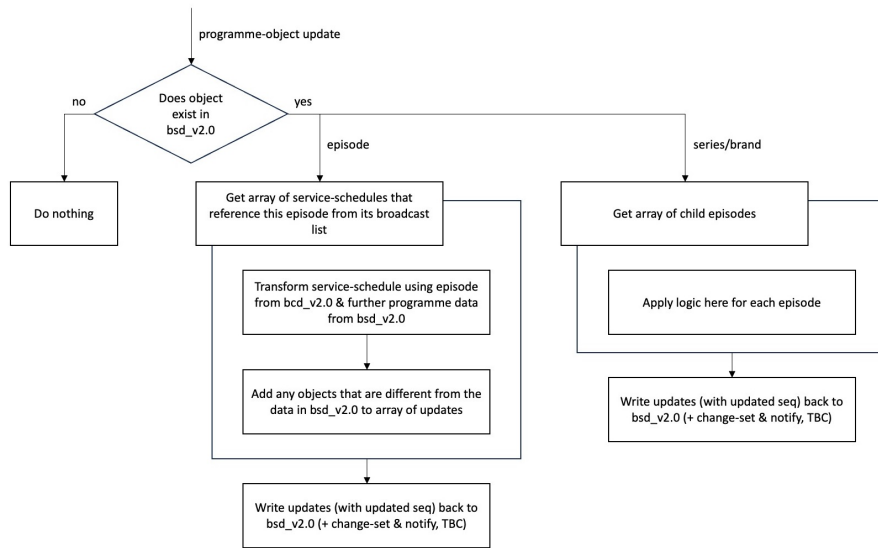 programme-object update
Does object
exist in
bsd_v2.0
no
yes
episode
series/brand
Do nothing
Get array of service-schedules that
reference this episode from its broadcast
list
Get array of child episodes
Transform service-schedule using episode
from bcd_v2.0 & further programme data
from bsd_v2.0
Apply logic here for each episode
Add any objects that are different from the
data in bsd_v2.0 to array of updates
Write updates (with updated seq) back to
bsd_v2.0 (+ change-set & notify, TBC)
Write updates (with updated seq) back to
bsd_v2.0 (+ change-set & notify, TBC)